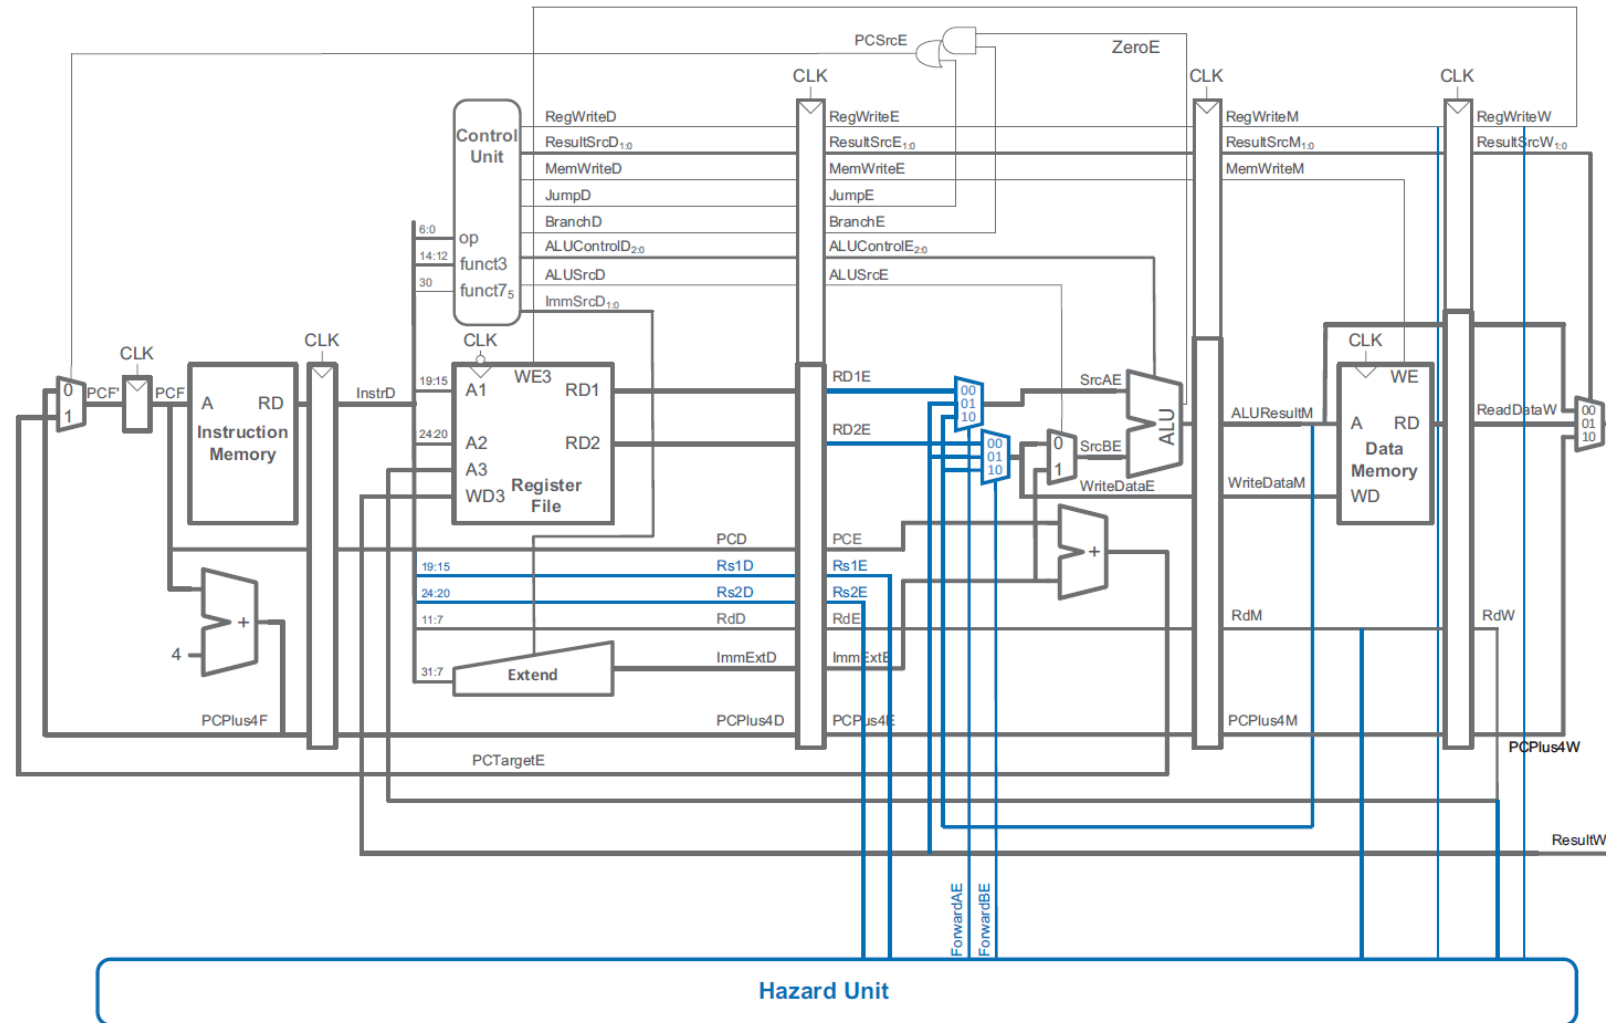 PCSrcE
ZeroE
CLK
CLK
CLK
Control
Unit
RegWriteD
RegWriteE
RegWriteM
RegWriteW
ResultSrcD1:0
ResultSrcE1:0
ResultSrcM1:0
ResultSrcW1:0
MemWriteD
MemWriteE
MemWriteM
JumpD
JumpE
BranchD
BranchE
6:0
op
ALUControlD2:0
ALUControlE2:0
14:12
funct3
30
funct75
ALUSrcD
ALUSrcE
ImmSrcD1:0
CLK
CLK
CLK
CLK
0
1
PCF'
PCF
A
RD
Instruction
Memory
InstrD
19:15
A1
WE3
RD1
24:20
A2
RD2
A3
WD3
Register
File
RD1E
00
01
10
RD2E
00
01
10
SrcAE
0
1
SrcBE
ALU
WriteDataE
ALUResultM
WriteDataM
WE
A
RD
Data
Memory
WD
ReadDataW
00
01
10
PCD
PCE
+
19:15
Rs1D
Rs1E
24:20
Rs2D
Rs2E
11:7
RdD
RdE
RdM
RdW
+
4
31:7
Extend
ImmExtD
ImmExtE
PCPlus4F
PCPlus4D
PCPlus4E
PCPlus4M
PCPlus4W
PCTargetE
ResultW
ForwardAE
ForwardBE
Hazard Unit